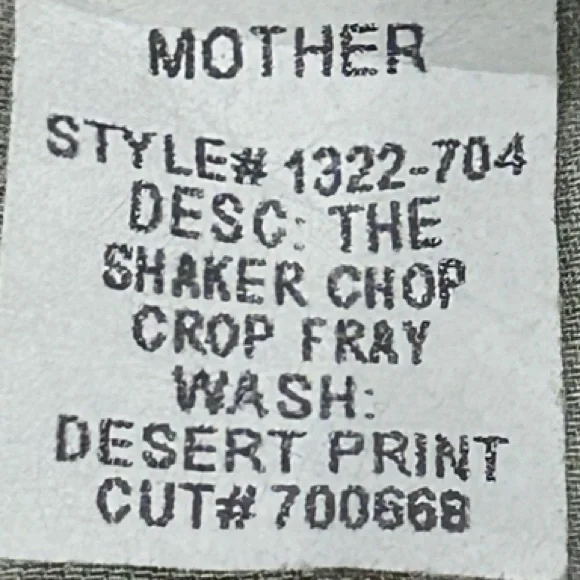 MOTHER
STYLE# 1322-704
DESC: THE
SHAKER CHOP
CROP FRAY
WASH:
DESERT PRINT
CUT# 700668